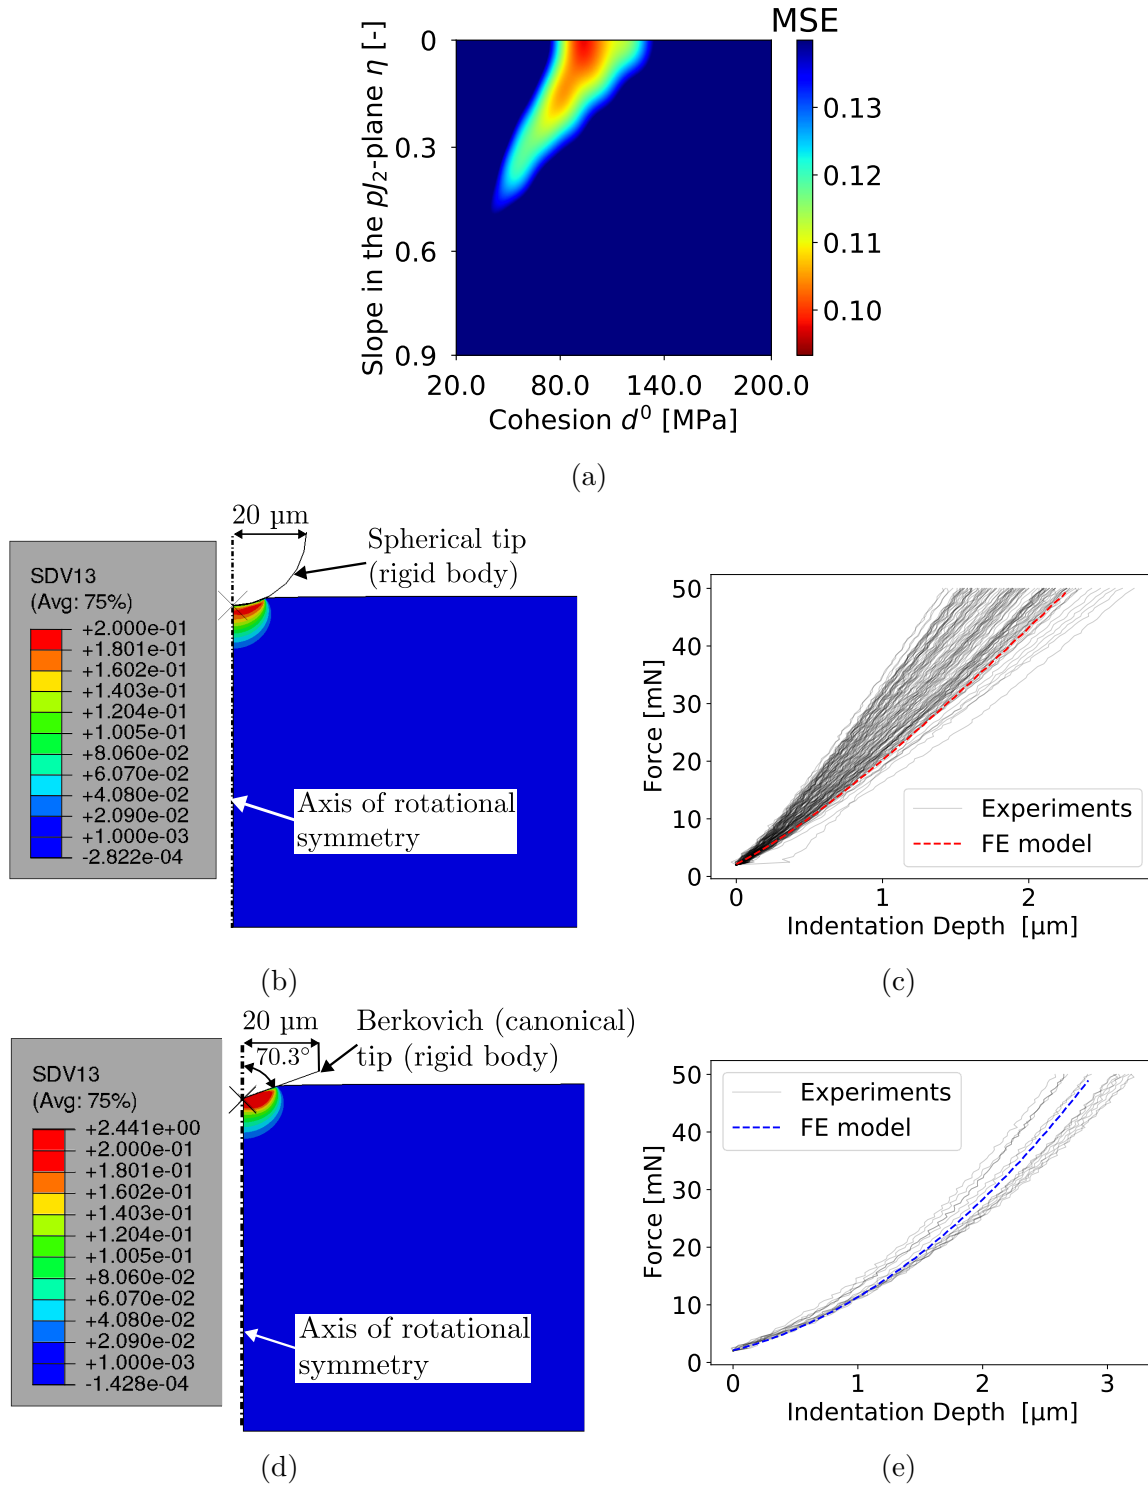 MSE
Slope in the pJ₂-plane η [-]
0
0.3
0.6
0.9
20.0 80.0 140.0 200.0
Cohesion d⁰ [MPa]
0.13
0.12
0.11
0.10
(a)
20 µm
Spherical tip
(rigid body)
SDV13
(Avg: 75%)
+2.000e-01
+1.801e-01
+1.602e-01
+1.403e-01
+1.204e-01
+1.005e-01
+8.060e-02
+6.070e-02
+4.080e-02
+2.090e-02
+1.000e-03
-2.822e-04
Axis of rotational
symmetry
(b)
Force [mN]
50
40
30
20
10
0
Experiments
FE model
0 1 2
Indentation Depth [µm]
(c)
20 µm
70.3°
Berkovich (canonical)
tip (rigid body)
SDV13
(Avg: 75%)
+2.441e+00
+2.000e-01
+1.801e-01
+1.602e-01
+1.403e-01
+1.204e-01
+1.005e-01
+8.060e-02
+6.070e-02
+4.080e-02
+2.090e-02
+1.000e-03
-1.428e-04
Axis of rotational
symmetry
(d)
Force [mN]
50
40
30
20
10
0
Experiments
FE model
0 1 2 3
Indentation Depth [µm]
(e)